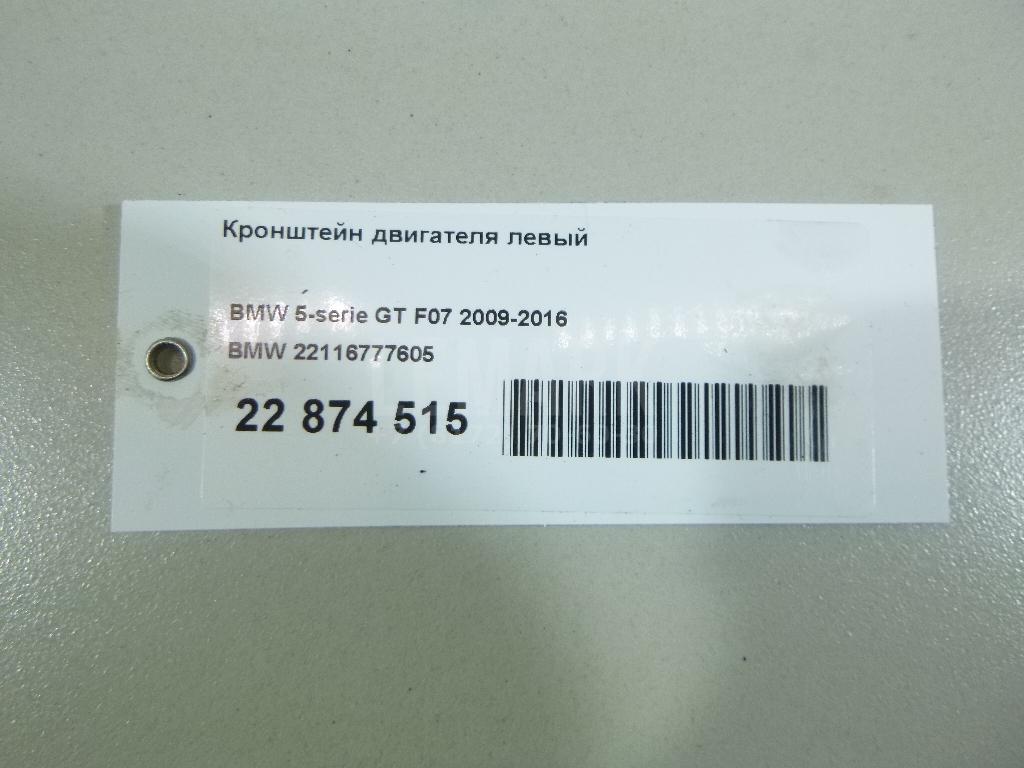 Кронштейн двигателя левый
BMW 5-serie GT F07 2009-2016
BMW 22116777605
22 874 515